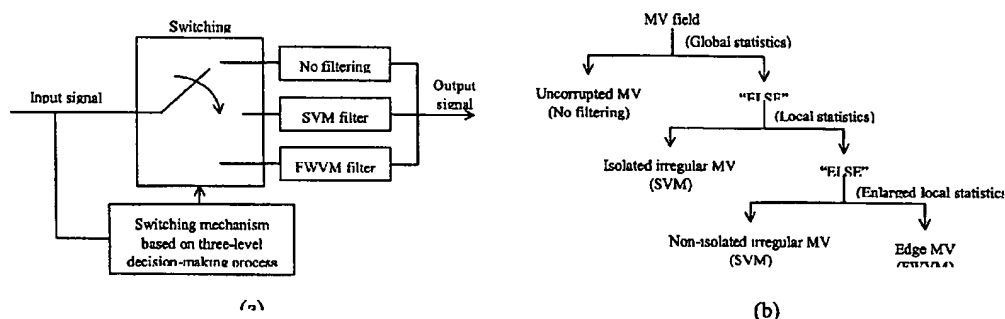 Switching
No filtering
Input signal
SVM filter
Output
signal
FWVM filter
Switching mechanism
based on three-level
decision-making process
(a)
MV field
(Global statistics)
Uncorrupted MV
(No filtering)
"ELSE"
(Local statistics)
Isolated irregular MV
(SVM)
"ELSE"
(Enlarged local statistics
Non-isolated irregular MV
(SVM)
Edge MV
(FWVM)
(b)